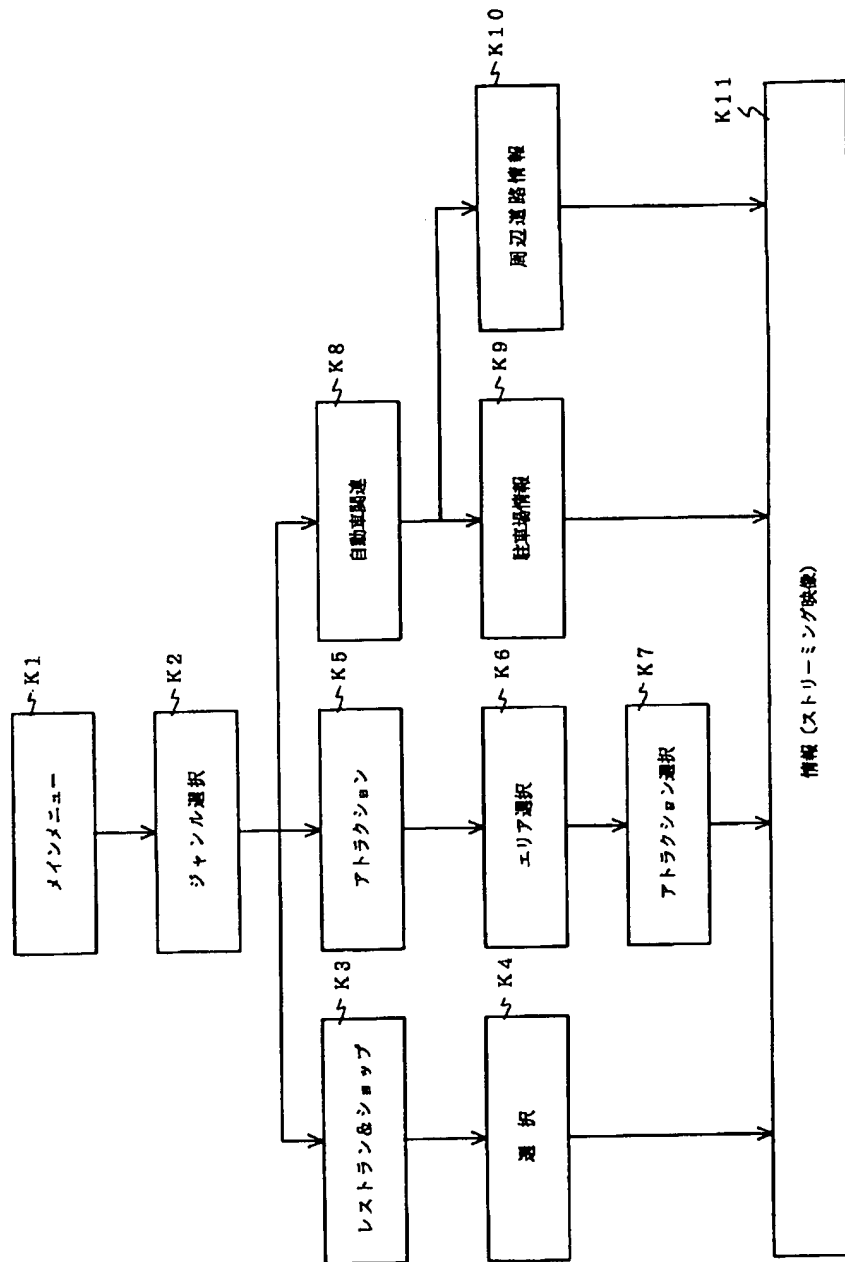 メインメニュー
K1
ジャンル選択
K2
レストラン&ショップ
K3
選択
K4
アトラクション
K5
エリア選択
K6
アトラクション選択
K7
自動車関連
K8
駐車場情報
K9
周辺道路情報
K10
情報(ストリーミング映像)
K11